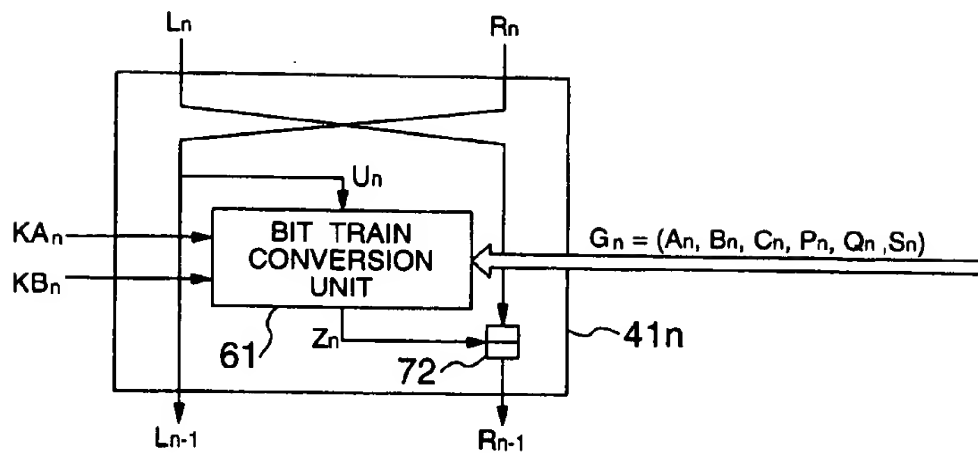 Ln
Rn
Un
KAn
KBn
BIT TRAIN
CONVERSION
UNIT
Gn = (An, Bn, Cn, Pn, Qn ,Sn)
61
Zn
72
41n
Ln-1
Rn-1